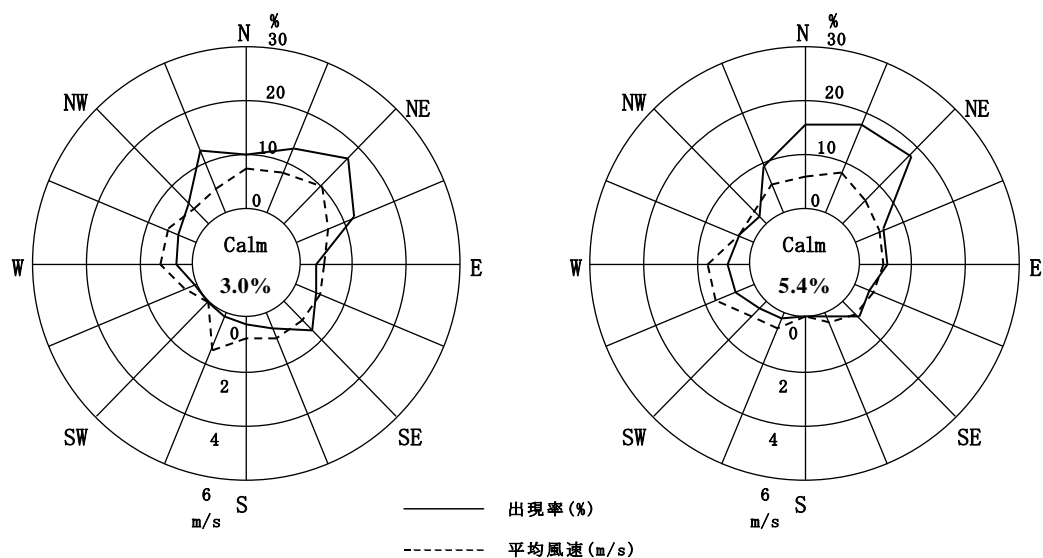 % %
N 30 N 30
NW 20 NE NW 20 NE
10 10
0 0
Calm Calm
W E W E
3.0% 5.4%
0 0
2 2
SW 4 SE SW 4 SE
6 S 6 S
m/s m/s
出現率(%)
平均風速(m/s)